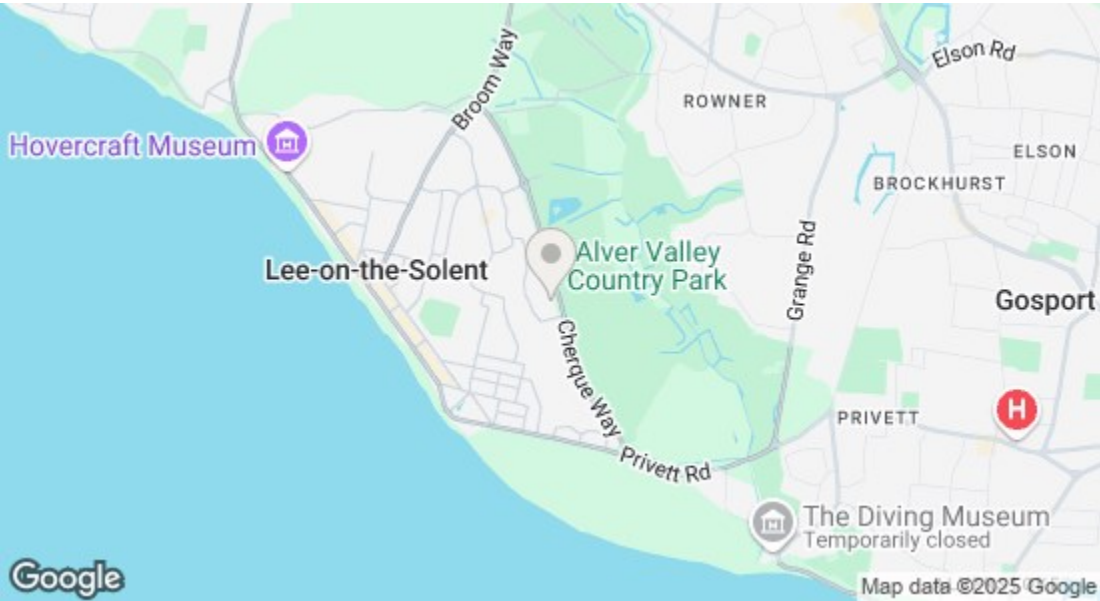 Broom Way
Elson Rd
ROWNER
Hovercraft Museum
ELSON
BROCKHURST
Alver Valley
Country Park
Lee-on-the-Solent
Grange Rd
Gosport
Cherque Way
H
PRIVETT
Privett Rd
The Diving Museum
Temporarily closed
Google
Map data ©2025 Google